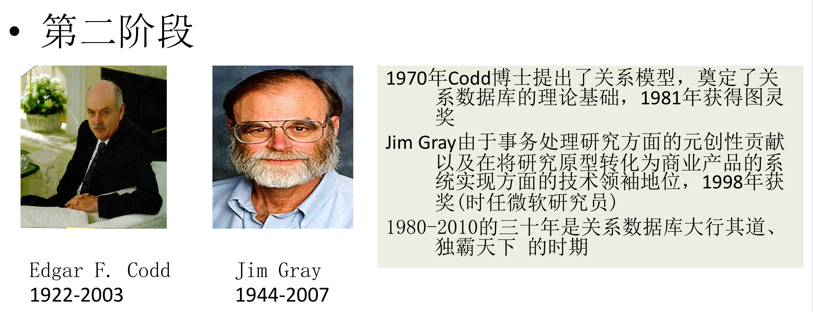 • 第二阶段
1970年Codd博士提出了关系模型，奠定了关
系数据库的理论基础，1981年获得图灵
奖
Jim Gray由于事务处理研究方面的元创性贡献
以及在将研究原型转化为商业产品的系
统实现方面的技术领袖地位，1998年获
奖(时任微软研究员)
1980-2010的三十年是关系数据库大行其道、
独霸天下 的时期
Edgar F. Codd
1922-2003
Jim Gray
1944-2007